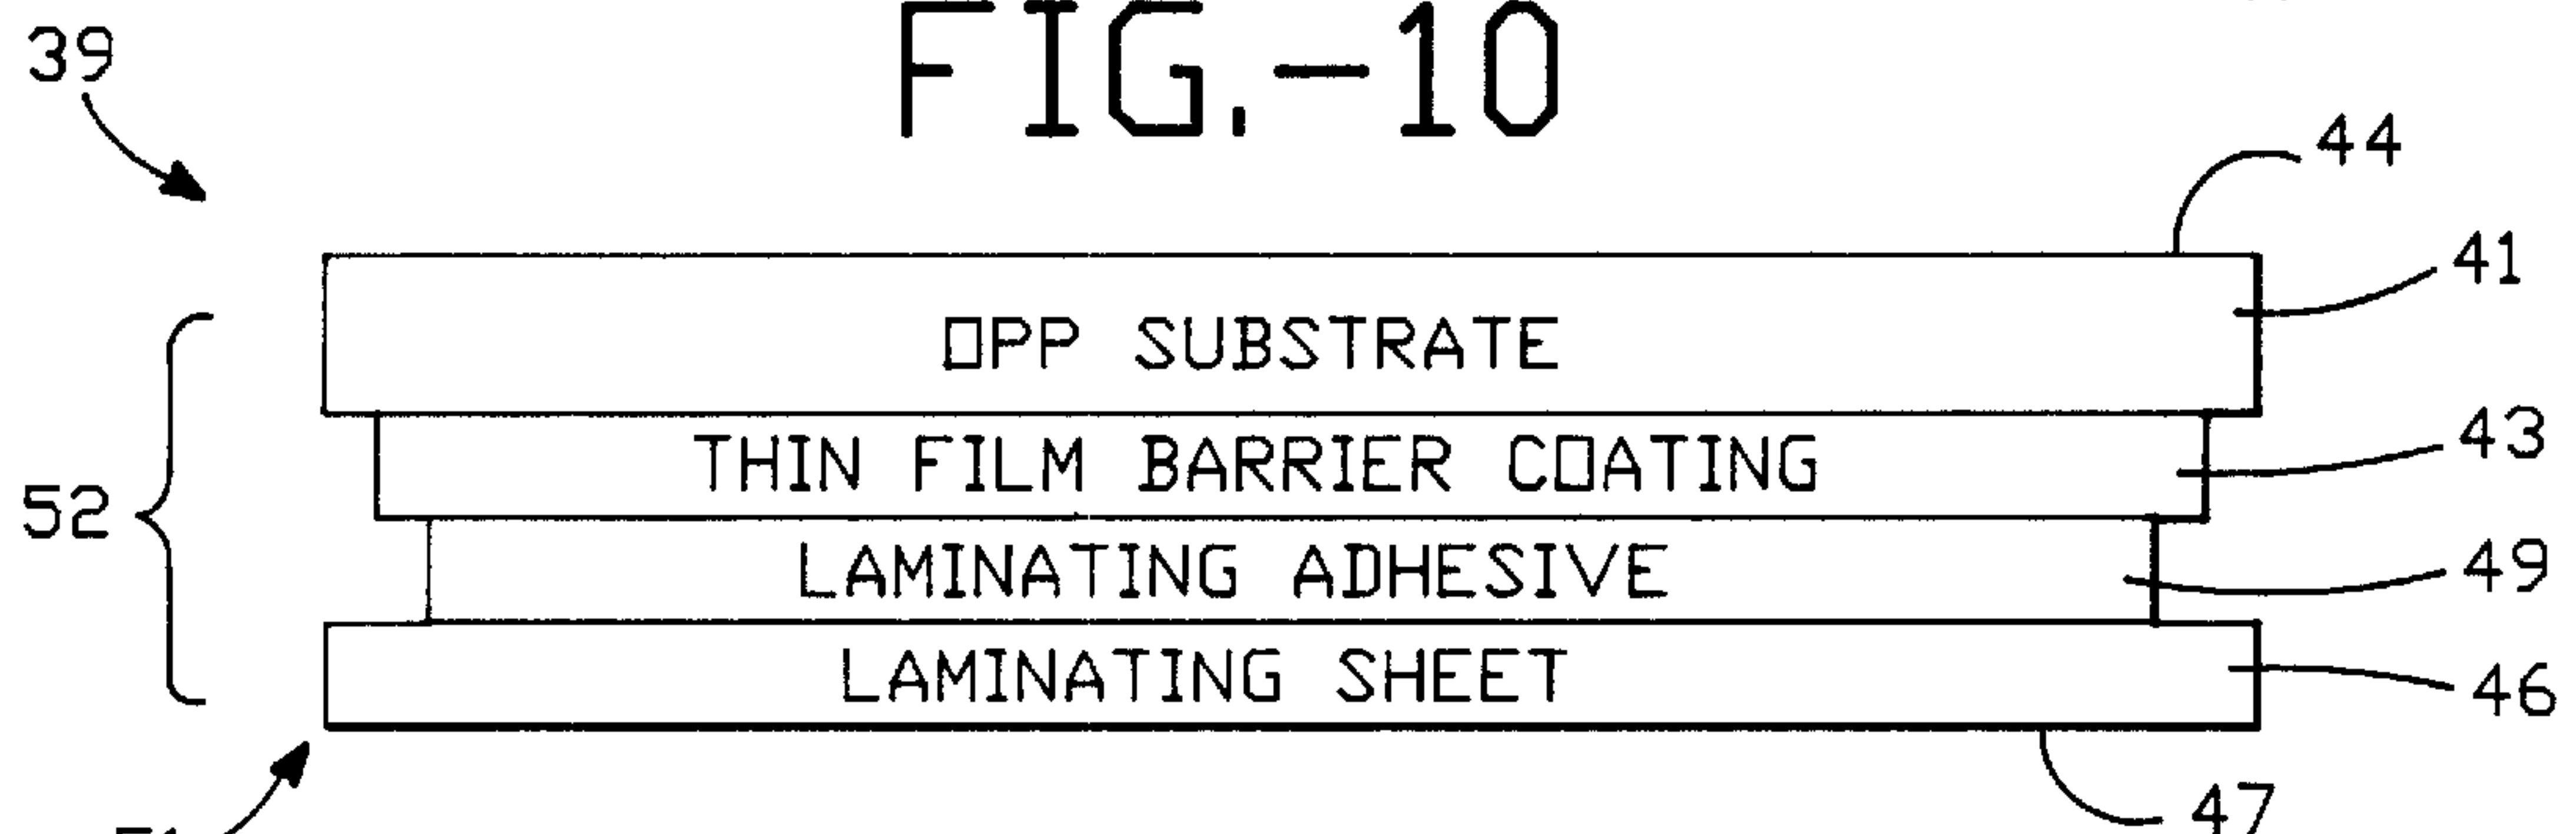 FIG.-10
39
44
41
OPP SUBSTRATE
43
THIN FILM BARRIER COATING
52
49
LAMINATING ADHESIVE
46
LAMINATING SHEET
47